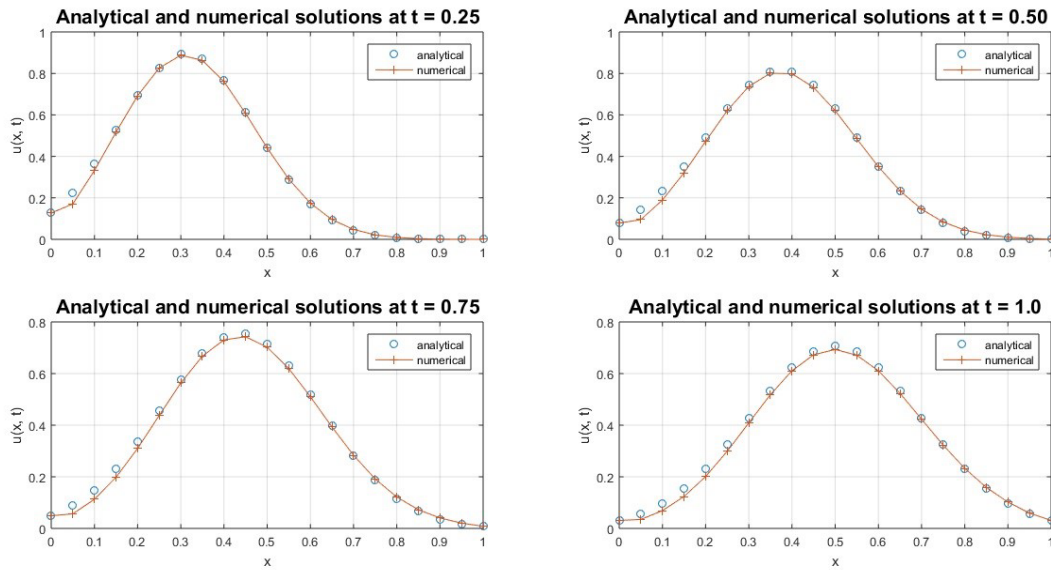 Analytical and numerical solutions at t = 0.25
1
0.8
0.6
0.4
0.2
0
u(x, t)
analytical
numerical
0 0.1 0.2 0.3 0.4 0.5 0.6 0.7 0.8 0.9 1
x
Analytical and numerical solutions at t = 0.50
1
0.8
0.6
0.4
0.2
0
u(x, t)
analytical
numerical
0 0.1 0.2 0.3 0.4 0.5 0.6 0.7 0.8 0.9 1
x
Analytical and numerical solutions at t = 0.75
0.8
0.6
0.4
0.2
0
u(x, t)
analytical
numerical
0 0.1 0.2 0.3 0.4 0.5 0.6 0.7 0.8 0.9 1
x
Analytical and numerical solutions at t = 1.0
0.8
0.6
0.4
0.2
0
u(x, t)
analytical
numerical
0 0.1 0.2 0.3 0.4 0.5 0.6 0.7 0.8 0.9 1
x